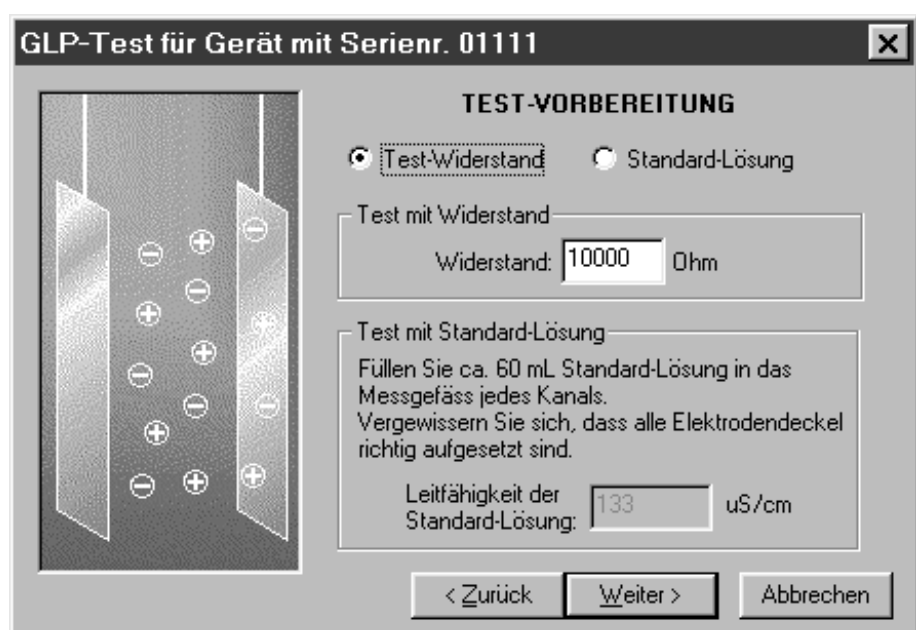 GLP-Test für Gerät mit Serienr. 01111
TEST-VORBEREITUNG
Test-Widerstand
Standard-Lösung
Test mit Widerstand
Widerstand: 10000 Ohm
Test mit Standard-Lösung
Füllen Sie ca. 60 mL Standard-Lösung in das
Messgefäss jedes Kanals.
Vergewissern Sie sich, dass alle Elektrodendeckel
richtig aufgesetzt sind.
Leitfähigkeit der
Standard-Lösung: 133 uS/cm
< Zurück
Weiter >
Abbrechen